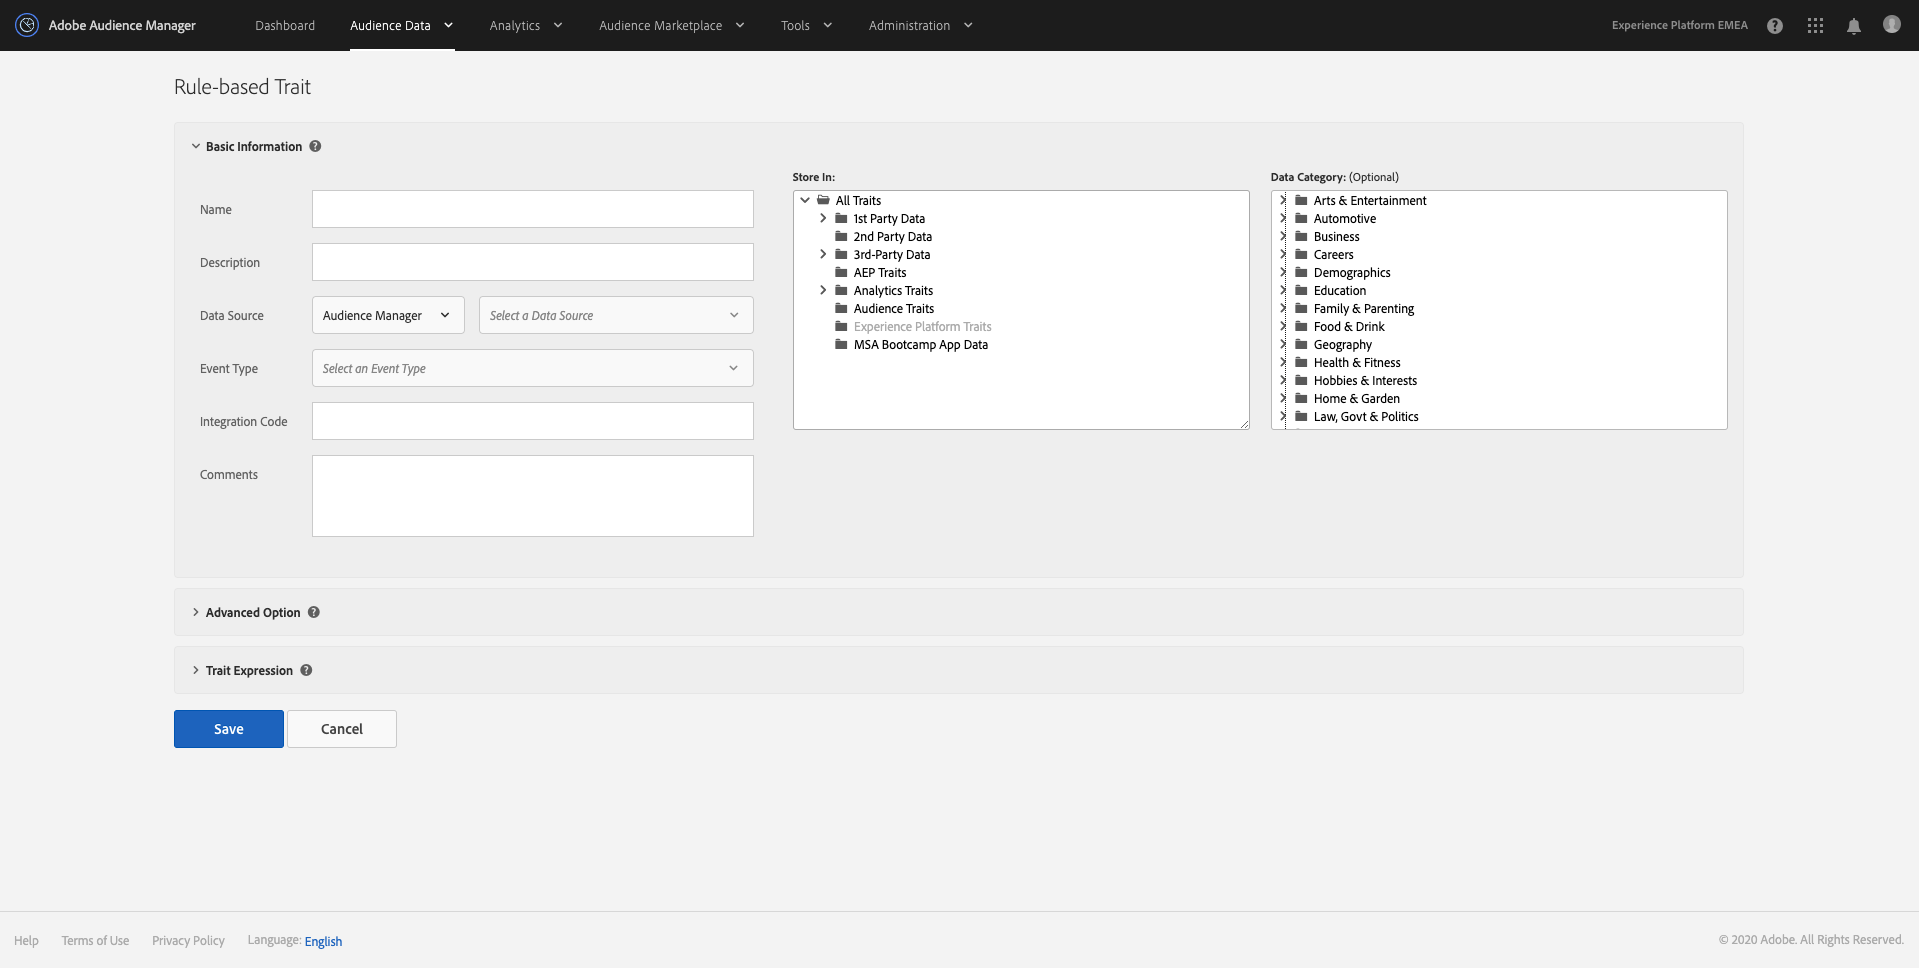 Adobe Audience Manager Dashboard Audience Data Analytics Audience Marketplace Tools Administration Experience Platform EMEA
Rule-based Trait
Basic Information
Name
Description
Data Source Audience Manager Select a Data Source
Event Type Select an Event Type
Integration Code
Comments
Store In:
All Traits
1st Party Data
2nd Party Data
3rd-Party Data
AEP Traits
Analytics Traits
Audience Traits
Experience Platform Traits
MSA Bootcamp App Data
Data Category: (Optional)
Arts & Entertainment
Automotive
Business
Careers
Demographics
Education
Family & Parenting
Food & Drink
Geography
Health & Fitness
Hobbies & Interests
Home & Garden
Law, Govt & Politics
Advanced Option
Trait Expression
Save Cancel
Help Terms of Use Privacy Policy Language: English © 2020 Adobe. All Rights Reserved.